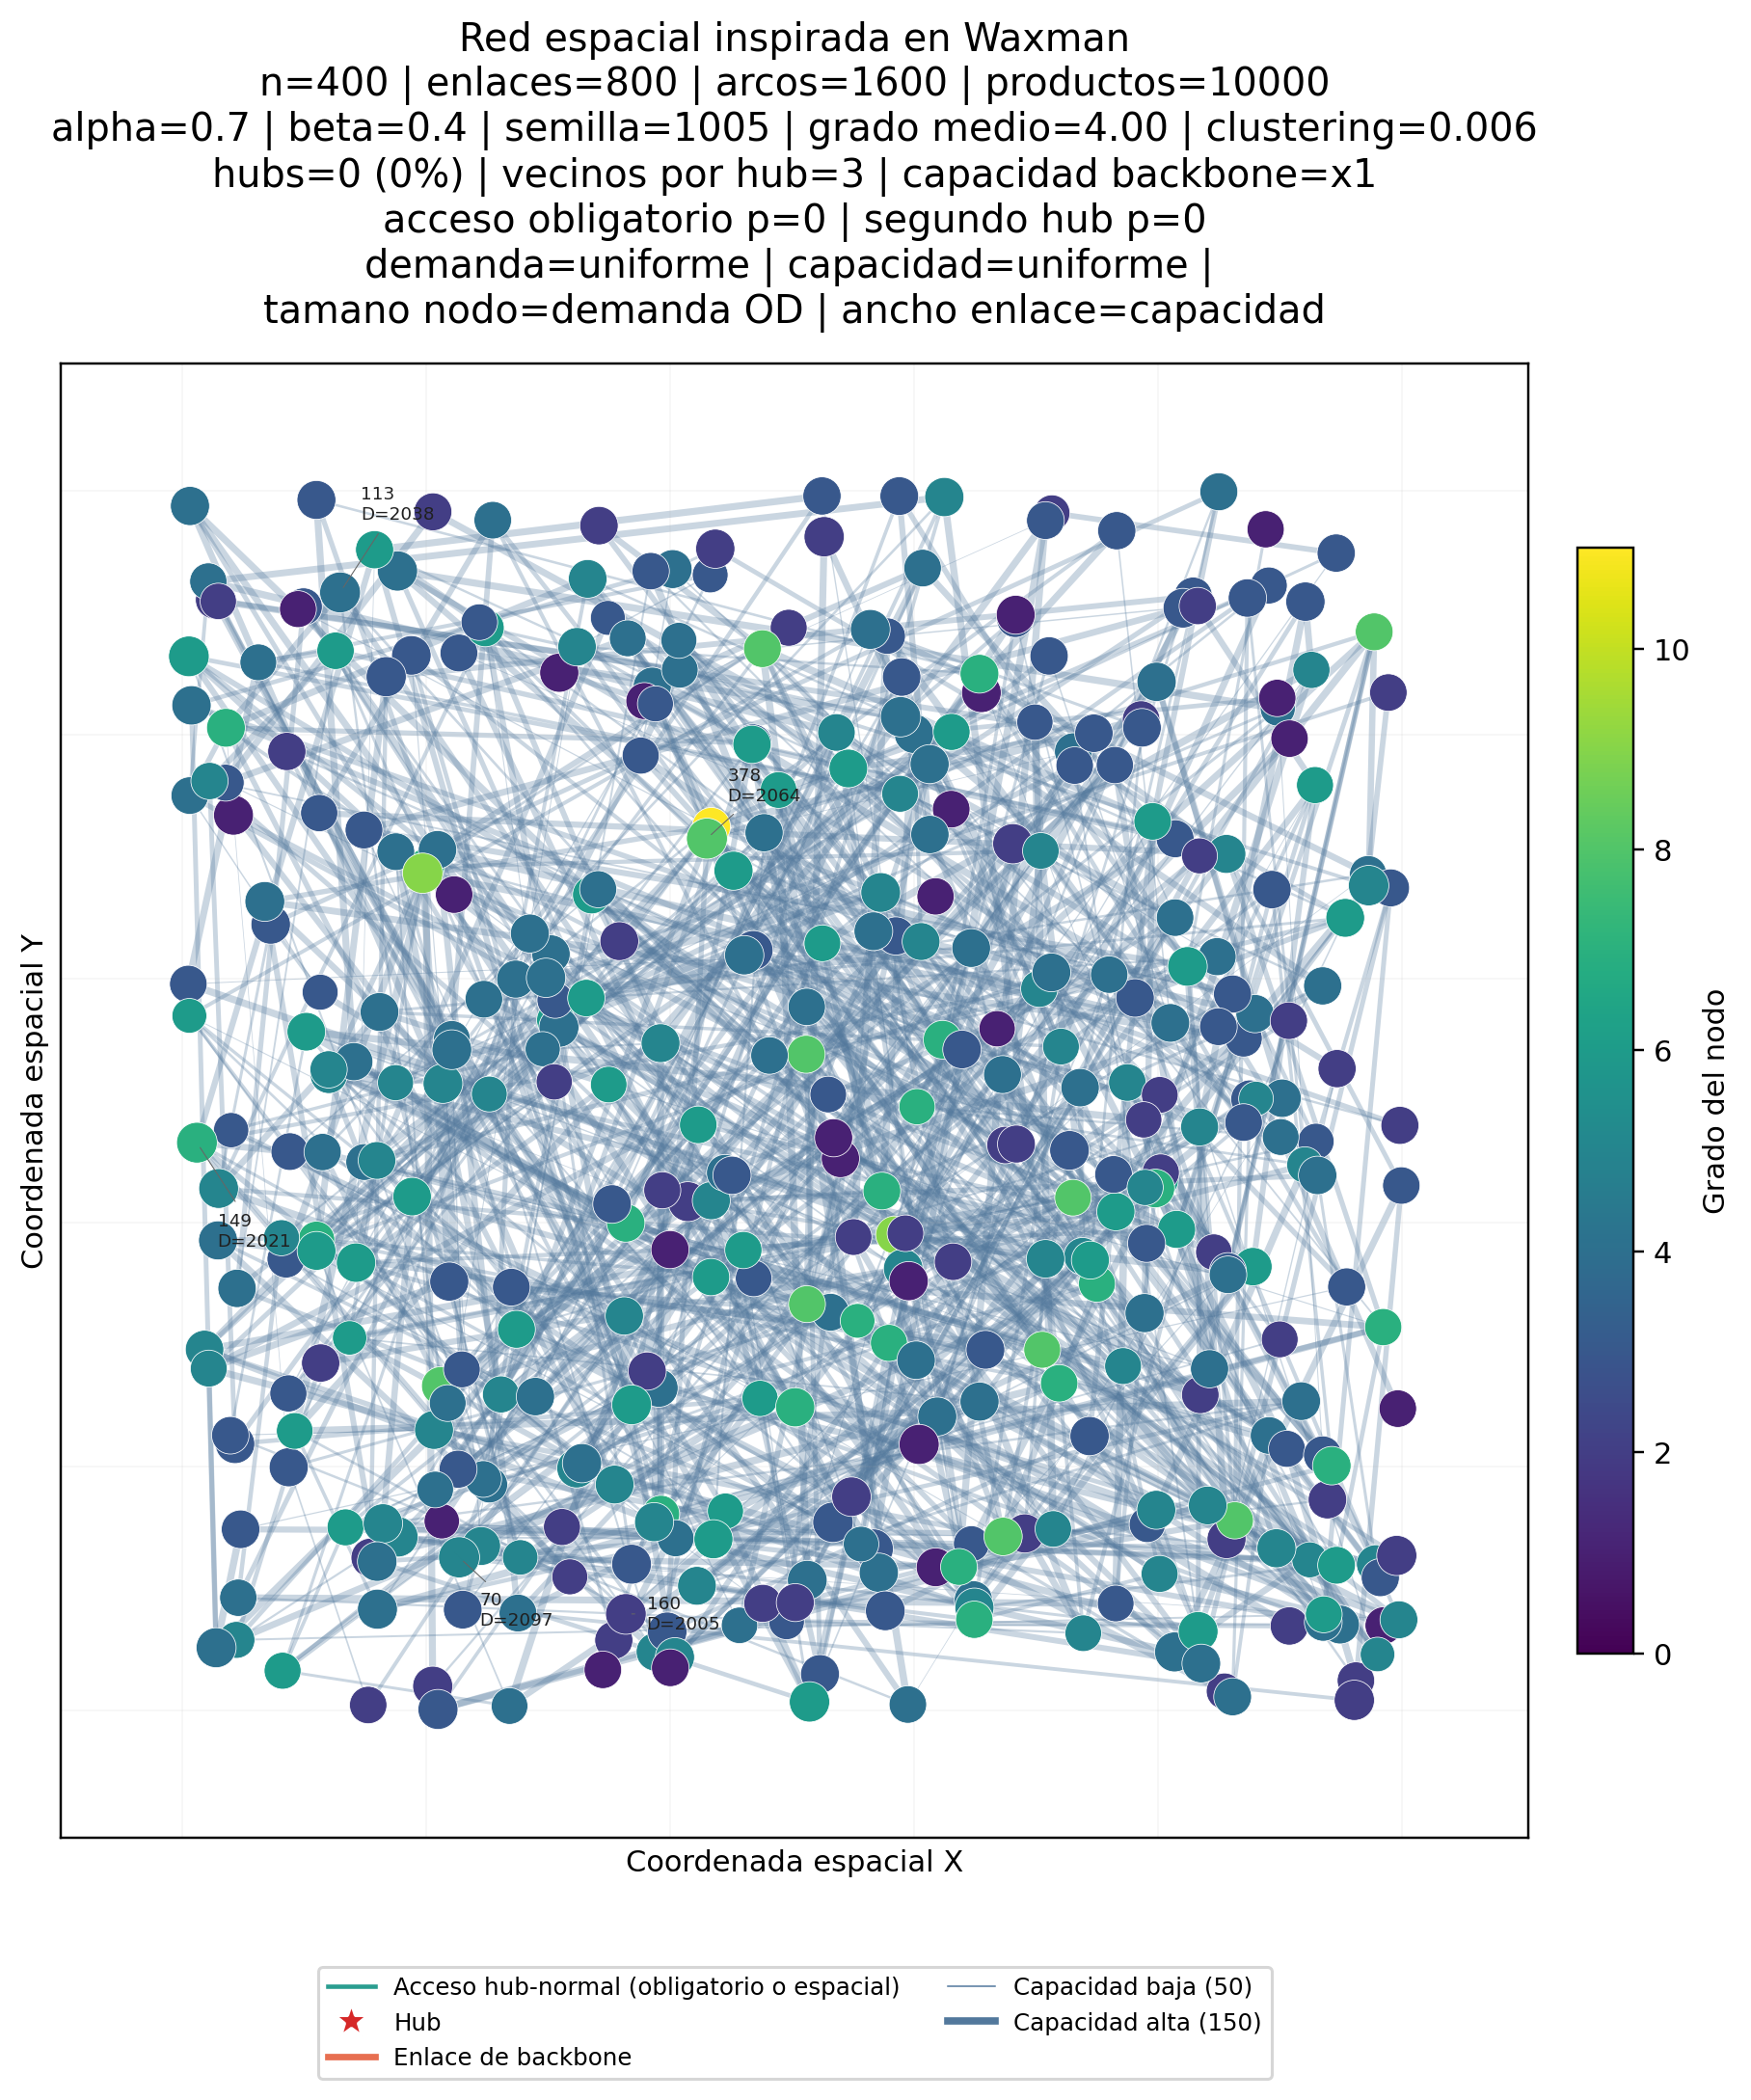 Red espacial inspirada en Waxman
n=400 | enlaces=800 | arcos=1600 | productos=10000
alpha=0.7 | beta=0.4 | semilla=1005 | grado medio=4.00 | clustering=0.006
hubs=0 (0%) | vecinos por hub=3 | capacidad backbone=x1
acceso obligatorio p=0 | segundo hub p=0
demanda=uniforme | capacidad=uniforme |
tamano nodo=demanda OD | ancho enlace=capacidad
113
D=2038
378
D=2064
149
D=2021
70
D=2097
160
D=2005
Coordenada espacial Y
Coordenada espacial X
10
8
6
4
2
0
Grado del nodo
Acceso hub-normal (obligatorio o espacial)
Hub
Enlace de backbone
Capacidad baja (50)
Capacidad alta (150)